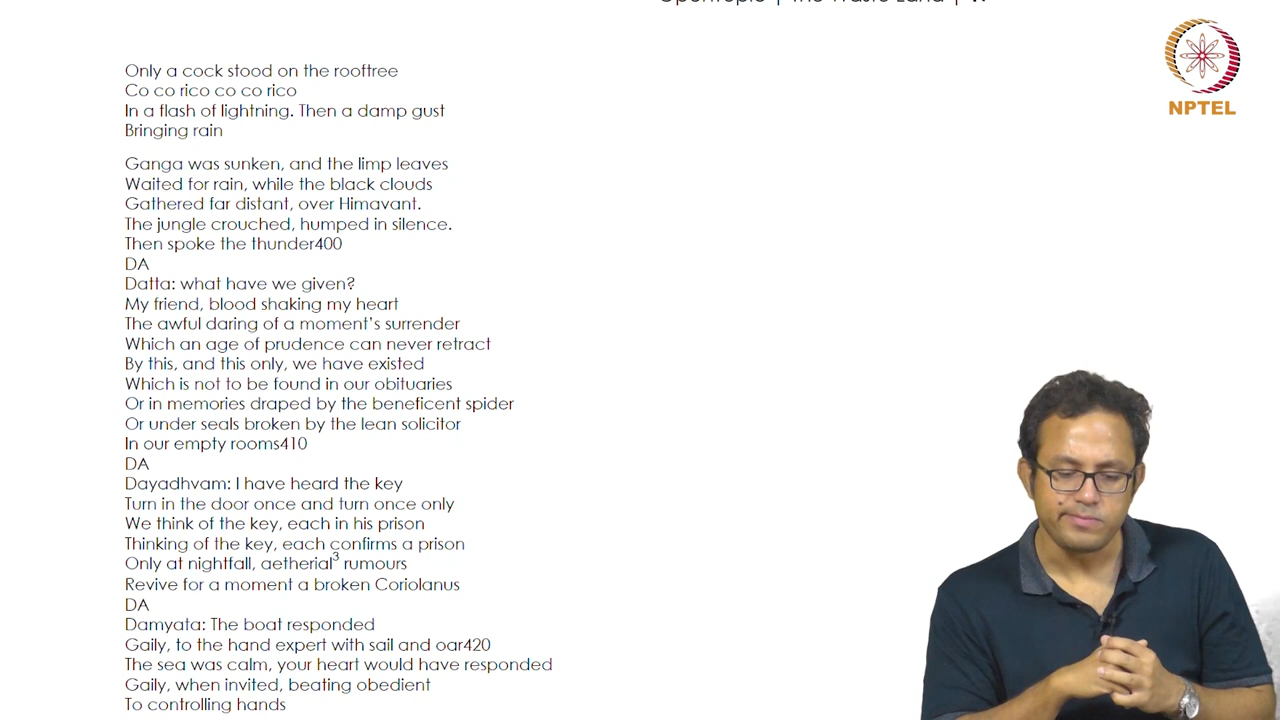 OpenTopic | The Waste Land |
NPTEL
Only a cock stood on the rooftree
Co co rico co co rico
In a flash of lightning. Then a damp gust
Bringing rain
Ganga was sunken, and the limp leaves
Waited for rain, while the black clouds
Gathered far distant, over Himavant.
The jungle crouched, humped in silence.
Then spoke the thunder400
DA
Datta: what have we given?
My friend, blood shaking my heart
The awful daring of a moment’s surrender
Which an age of prudence can never retract
By this, and this only, we have existed
Which is not to be found in our obituaries
Or in memories draped by the beneficent spider
Or under seals broken by the lean solicitor
In our empty rooms410
DA
Dayadhvam: I have heard the key
Turn in the door once and turn once only
We think of the key, each in his prison
Thinking of the key, each confirms a prison
Only at nightfall, aetherial³ rumours
Revive for a moment a broken Coriolanus
DA
Damyata: The boat responded
Gaily, to the hand expert with sail and oar420
The sea was calm, your heart would have responded
Gaily, when invited, beating obedient
To controlling hands